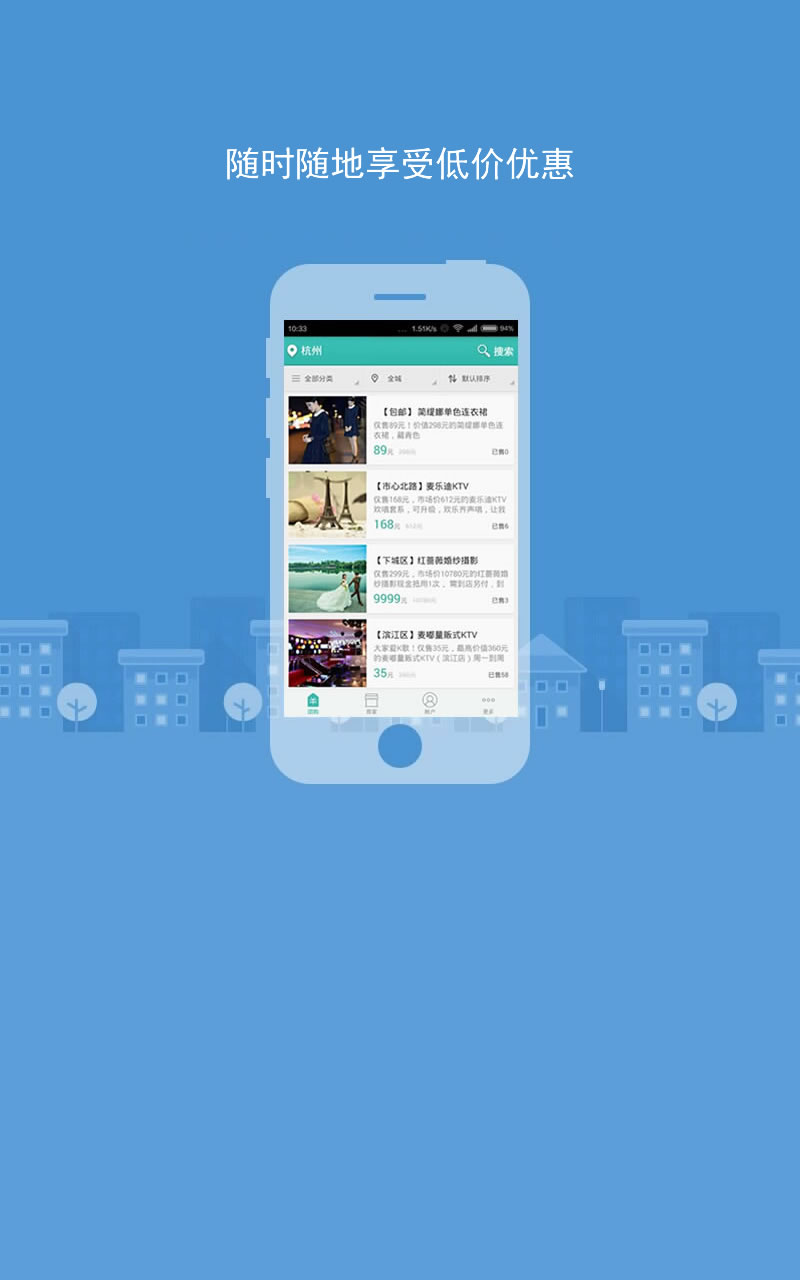 随时随地享受低价优惠
10:33 ... 1.51K/s 94%
杭州 搜索
全部分类 全城 默认排序
【包邮】简缇娜单色连衣裙
仅售89元！价值298元的简缇娜单色连
衣裙，藏青色
89元 298元 已售0
【市心北路】麦乐迪KTV
仅售168元，市场价612元的麦乐迪KTV
欢唱套系，可升级，欢乐齐声唱，让我
168元 612元 已售6
【下城区】红蔷薇婚纱摄影
仅售299元，市场价10780元的红蔷薇婚
纱摄影现金抵用1次，需到店另付，到
9999元 10780元 已售3
【滨江区】麦嘟量贩式KTV
大家爱K歌！仅售35元，最高价值360元
的麦嘟量贩式KTV（滨江店）周一到周
35元 360元 已售58
团购 商家 账户 更多